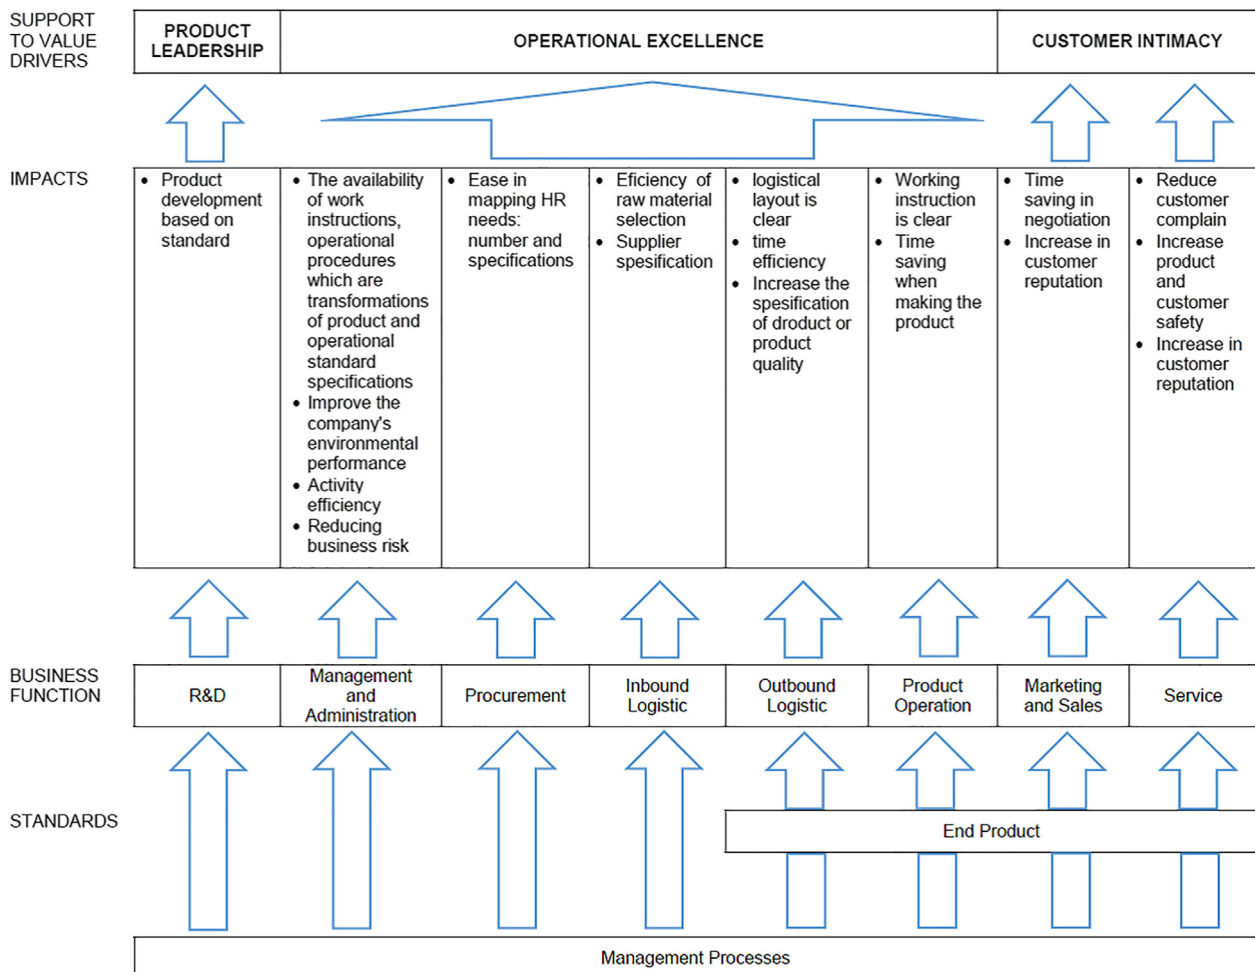 SUPPORT
TO VALUE
DRIVERS
PRODUCT
LEADERSHIP
OPERATIONAL EXCELLENCE
CUSTOMER INTIMACY
IMPACTS
• Product
development
based on
standard
• The availability
of work
instructions,
operational
procedures
which are
transformations
of product and
operational
standard
specifications
• Improve the
company's
environmental
performance
• Activity
efficiency
• Reducing
business risk
• Ease in
mapping HR
needs:
number and
specifications
• Eficiency of
raw material
selection
• Supplier
spesification
• logistical
layout is
clear
• time
efficiency
• Increase the
spesification
of droduct or
product
quality
• Working
instruction
is clear
• Time
saving
when
making the
product
• Time
saving in
negotiation
• Increase in
customer
reputation
• Reduce
customer
complain
• Increase
product
and
customer
safety
• Increase in
customer
reputation
BUSINESS
FUNCTION
R&D
Management
and
Administration
Procurement
Inbound
Logistic
Outbound
Logistic
Product
Operation
Marketing
and Sales
Service
STANDARDS
End Product
Management Processes